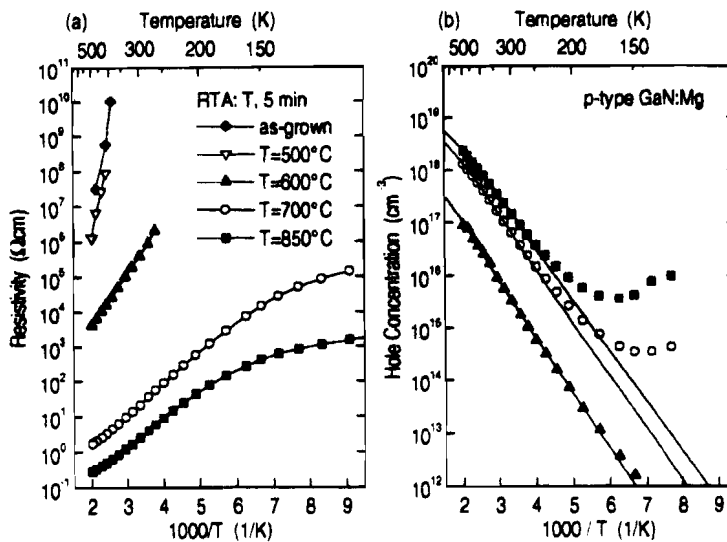 (a) Temperature (K)
500 300 200 150
Resistivity (Ωcm)
10^11
10^10
10^9
10^8
10^7
10^6
10^5
10^4
10^3
10^2
10^1
10^0
10^-1
RTA: T, 5 min
as-grown
T=500°C
T=600°C
T=700°C
T=850°C
2 3 4 5 6 7 8 9
1000/T (1/K)
(b) Temperature (K)
500 300 200 150
Hole Concentration (cm^-3)
10^20
10^19
10^18
10^17
10^16
10^15
10^14
10^13
10^12
p-type GaN:Mg
2 3 4 5 6 7 8 9
1000 / T (1/K)